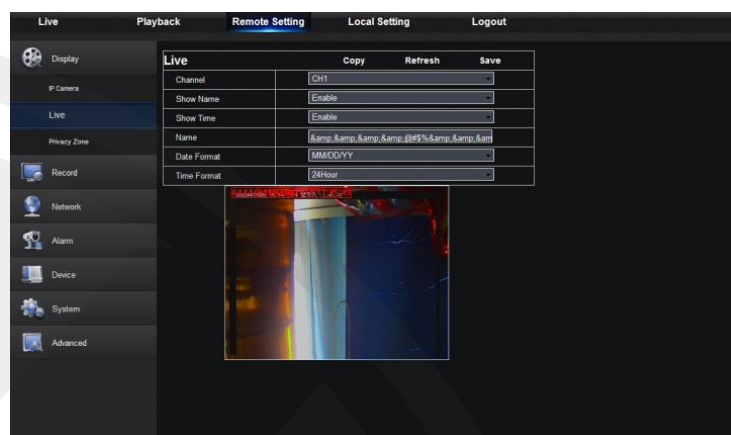 Live Playback Remote Setting Local Setting Logout
Display
IP Camera
Live
Privacy Zone
Record
Network
Alarm
Device
System
Advanced
Live Copy Refresh Save
Channel CH1
Show Name Enable
Show Time Enable
Name &amp;&amp;&amp;&amp;@#$%&amp;&amp;&am
Date Format MM/DD/YY
Time Format 24Hour